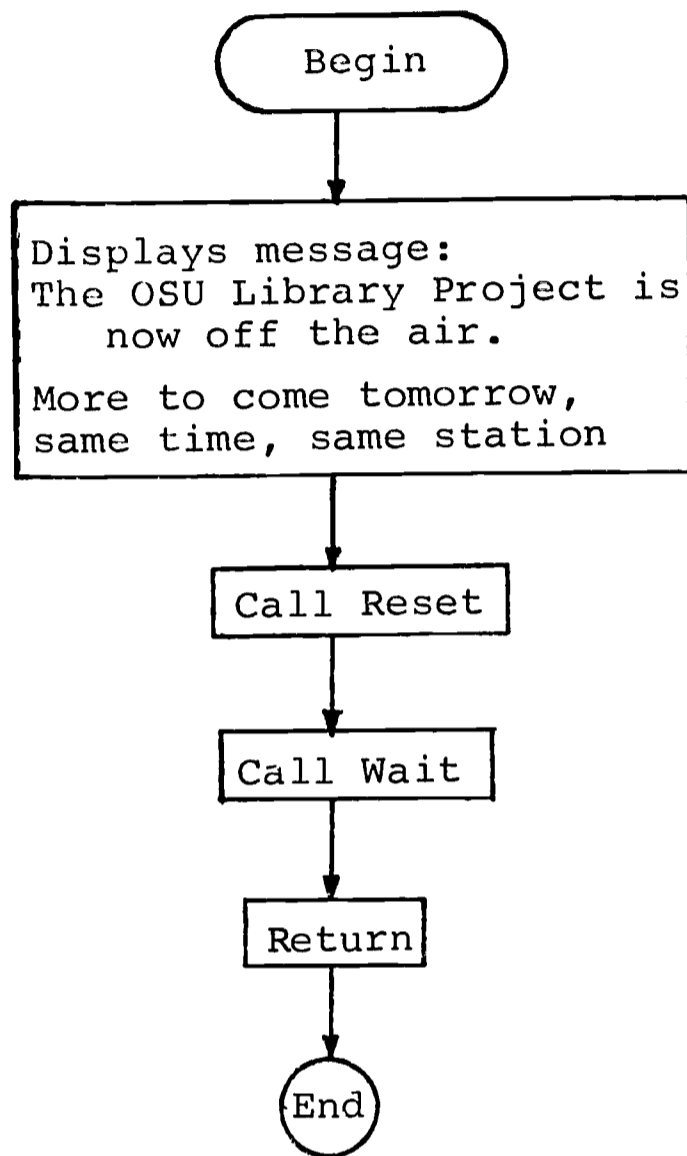 Begin
Displays message:
The OSU Library Project is
now off the air.
More to come tomorrow,
same time, same station
Call Reset
Call Wait
Return
End